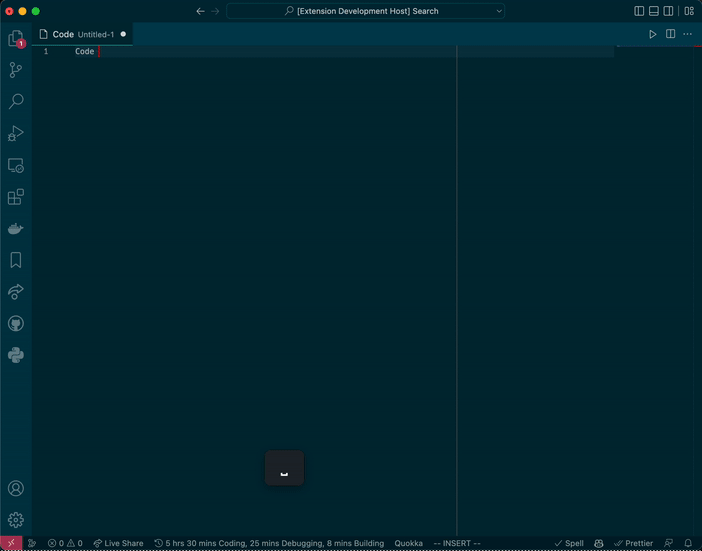 [Extension Development Host] Search
Code Untitled-1
1 Code
1
0 0 Live Share 5 hrs 30 mins Coding, 25 mins Debugging, 8 mins Building Quokka -- INSERT -- Spell Prettier